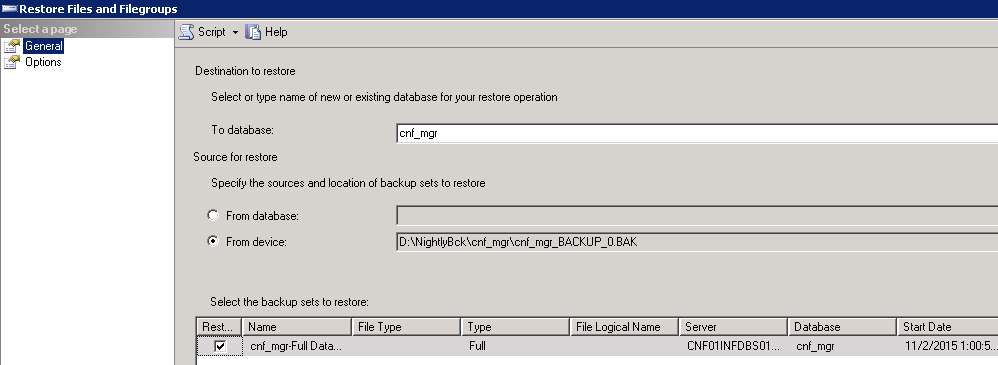 Restore Files and Filegroups
Select a page
General
Options
Script Help
Destination to restore
Select or type name of new or existing database for your restore operation
To database: cnf_mgr
Source for restore
Specify the sources and location of backup sets to restore
From database:
From device: D:\NightlyBck\cnf_mgr\cnf_mgr_BACKUP_0.BAK
Select the backup sets to restore:
Rest... Name File Type Type File Logical Name Server Database Start Date
cnf_mgr-Full Data... Full CNF01INFDBS01... cnf_mgr 11/2/2015 1:00:5...